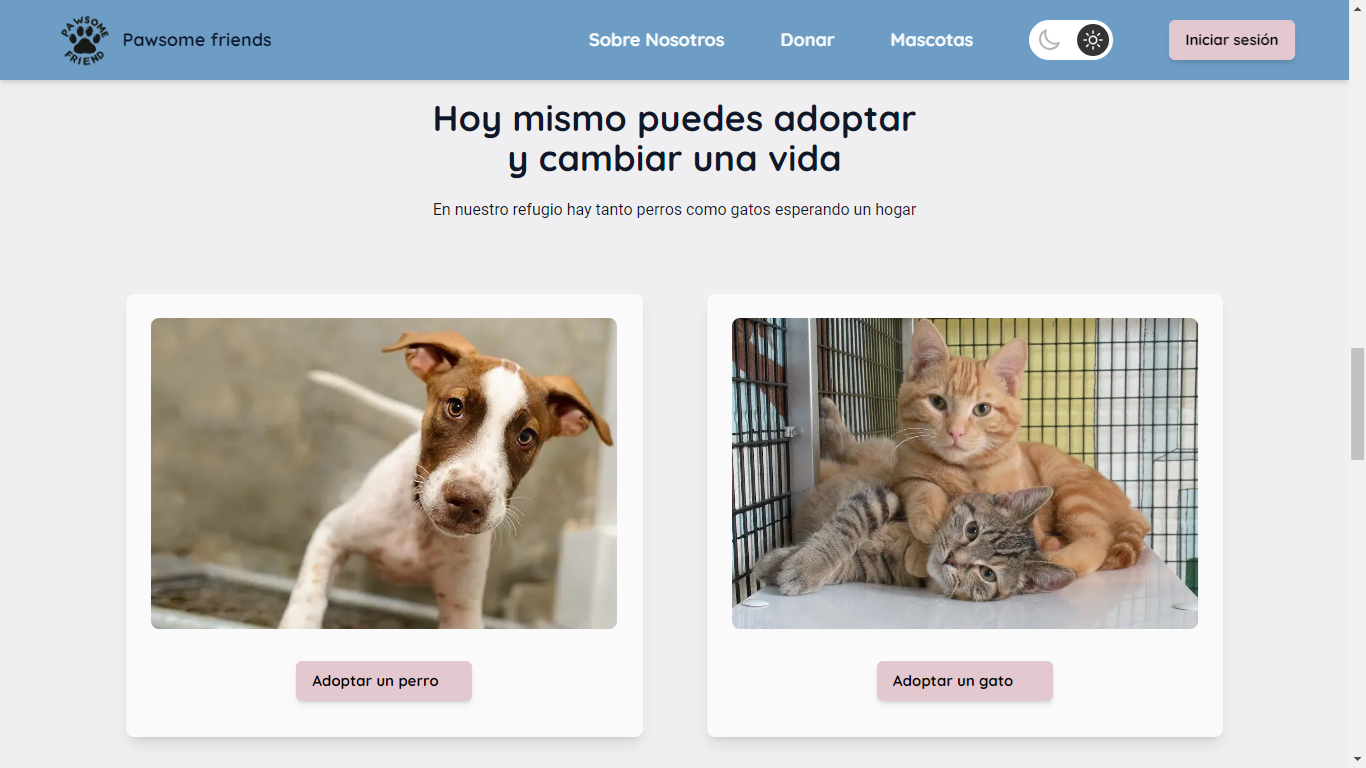 PAWSOME FRIEND
Pawsome friends
Sobre Nosotros
Donar
Mascotas
Iniciar sesión
Hoy mismo puedes adoptar
y cambiar una vida
En nuestro refugio hay tanto perros como gatos esperando un hogar
Adoptar un perro
Adoptar un gato